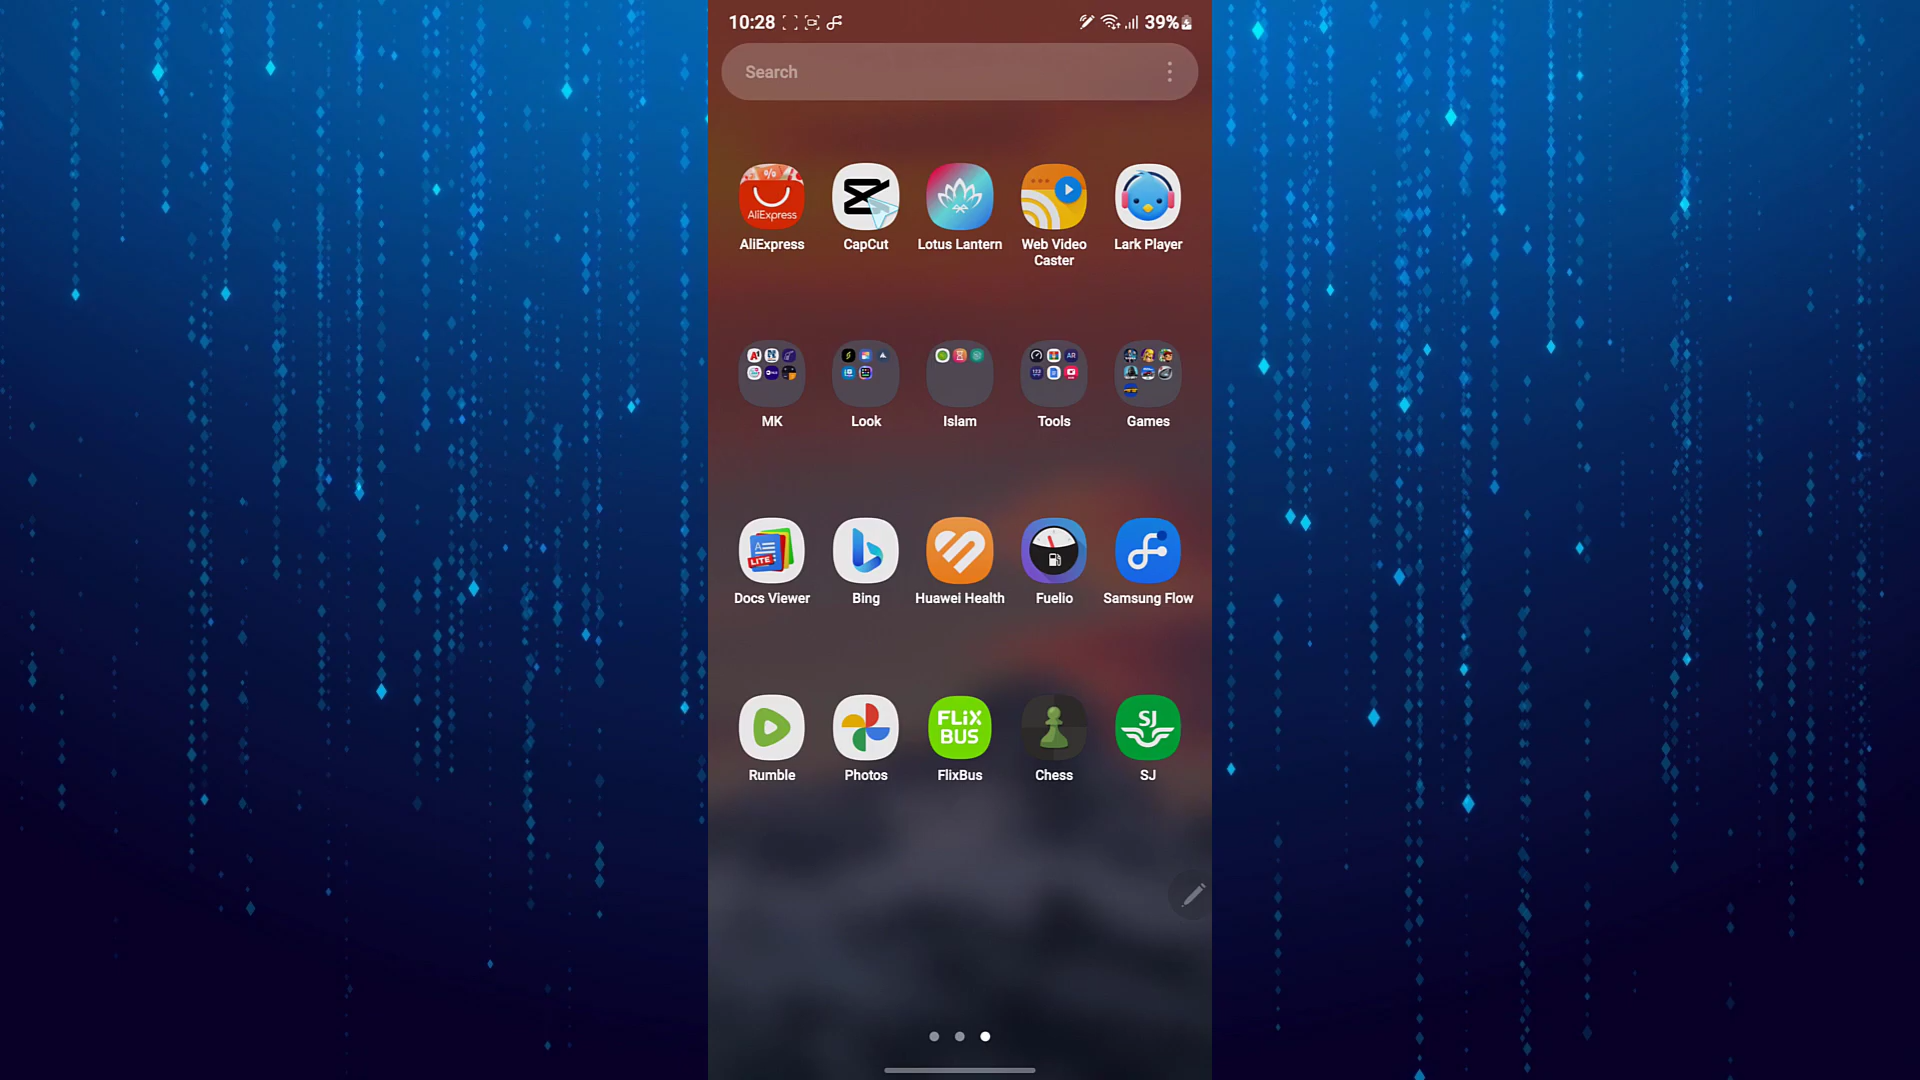 10:28
39%
Search
AliExpress
AliExpress
CapCut
Lotus Lantern
Web Video
Caster
Lark Player
MK
Look
Islam
Tools
Games
LITE
Docs Viewer
Bing
Huawei Health
Fuelio
Samsung Flow
FLiX
BUS
SJ
Rumble
Photos
FlixBus
Chess
SJ